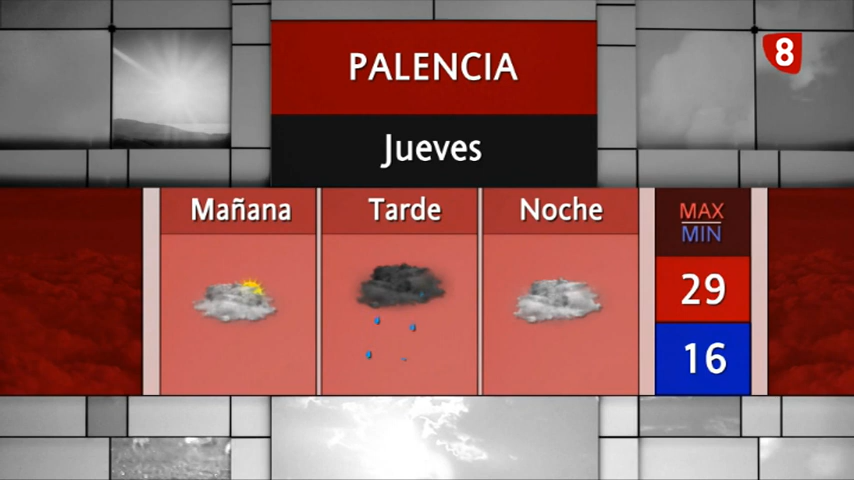 PALENCIA
8
Jueves
Mañana
Tarde
Noche
MAX
MIN
29
16